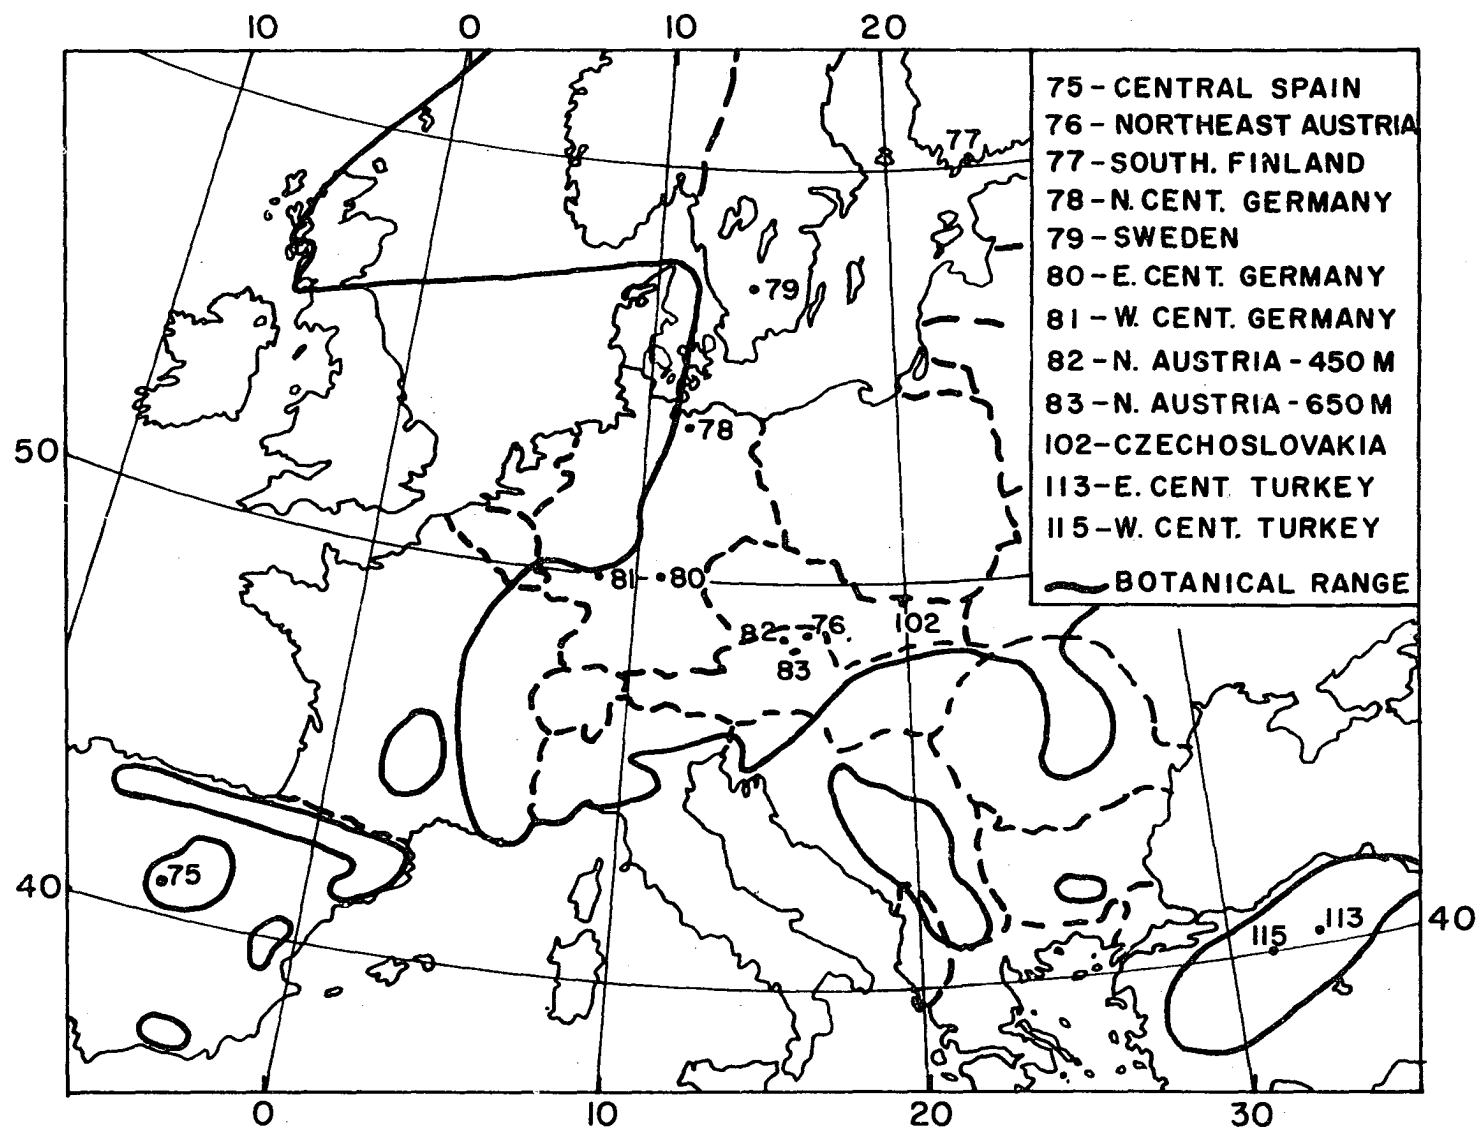 10 0 10 20
75 - CENTRAL SPAIN
76 - NORTHEAST AUSTRIA
77 - SOUTH. FINLAND
78 - N. CENT. GERMANY
79 - SWEDEN
80 - E. CENT. GERMANY
81 - W. CENT. GERMANY
82 - N. AUSTRIA - 450 M
83 - N. AUSTRIA - 650 M
102 - CZECHOSLOVAKIA
113 - E. CENT TURKEY
115 - W. CENT. TURKEY
BOTANICAL RANGE
77
79
78
50
81 80
82 76 102
83
75
40
113
40
115
0 10 20 30